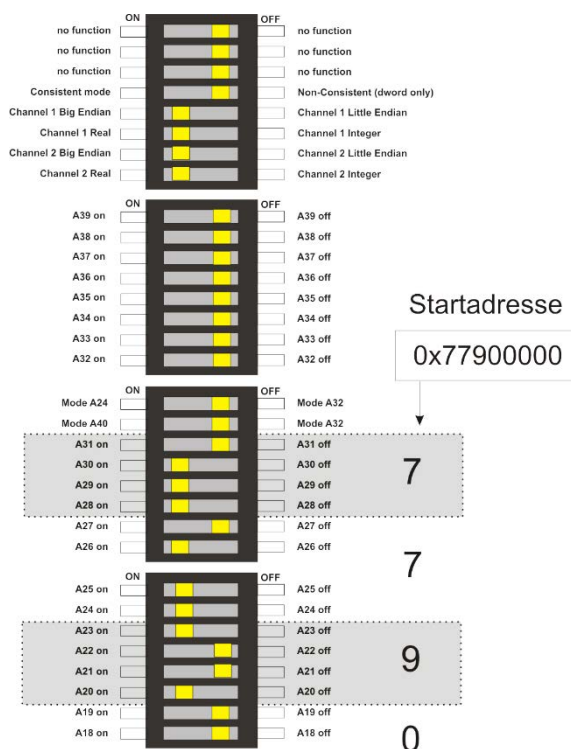 ON OFF
no function no function
no function no function
no function no function
Consistent mode Non-Consistent (dword only)
Channel 1 Big Endian Channel 1 Little Endian
Channel 1 Real Channel 1 Integer
Channel 2 Big Endian Channel 2 Little Endian
Channel 2 Real Channel 2 Integer
ON OFF
A39 on A39 off
A38 on A38 off
A37 on A37 off
A36 on A36 off
A35 on A35 off
A34 on A34 off
A33 on A33 off
A32 on A32 off
Startadresse
0x77900000
ON OFF
Mode A24 Mode A32
Mode A40 Mode A32
A31 on A31 off
A30 on A30 off 7
A29 on A29 off
A28 on A28 off
A27 on A27 off
A26 on A26 off
7
ON OFF
A25 on A25 off
A24 on A24 off
A23 on A23 off
A22 on A22 off 9
A21 on A21 off
A20 on A20 off
A19 on A19 off
A18 on A18 off 0